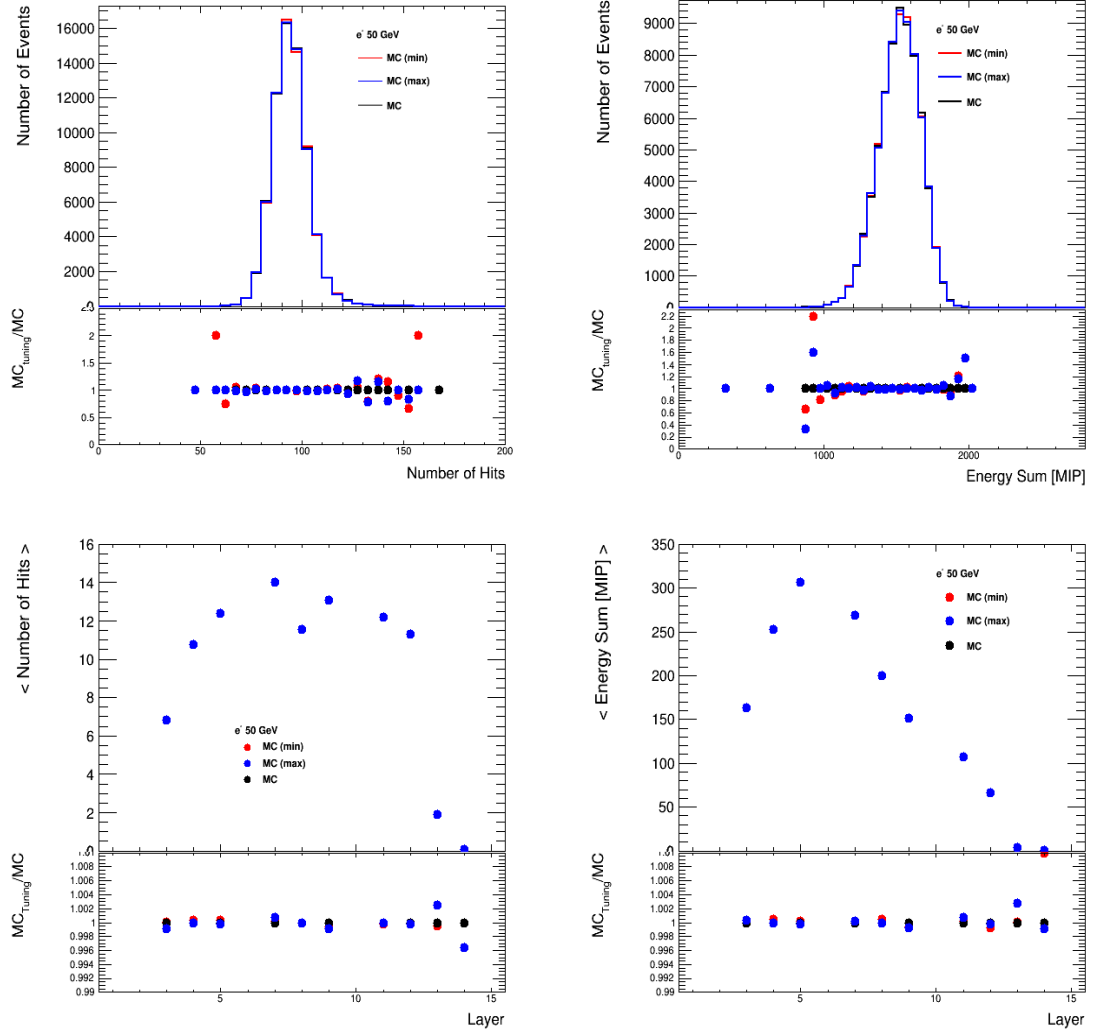 Number of Events
16000
14000
12000
10000
8000
6000
4000
2000
e⁻ 50 GeV
MC (min)
MC (max)
MC
MCtuning/MC
2
1.5
1
0.5
0
0 50 100 150 200
Number of Hits
Number of Events
9000
8000
7000
6000
5000
4000
3000
2000
1000
e⁻ 50 GeV
MC (min)
MC (max)
MC
MCtuning/MC
2.2
2
1.8
1.6
1.4
1.2
1
0.8
0.6
0.4
0.2
0
0 1000 2000
Energy Sum [MIP]
< Number of Hits >
16
14
12
10
8
6
4
2
e⁻ 50 GeV
MC (min)
MC (max)
MC
MCTuning/MC
1.008
1.006
1.004
1.002
1
0.998
0.996
0.994
0.992
0.99
5 10 15
Layer
< Energy Sum [MIP] >
350
300
250
200
150
100
50
e⁻ 50 GeV
MC (min)
MC (max)
MC
MCTuning/MC
1.008
1.006
1.004
1.002
1
0.998
0.996
0.994
0.992
0.99
5 10 15
Layer